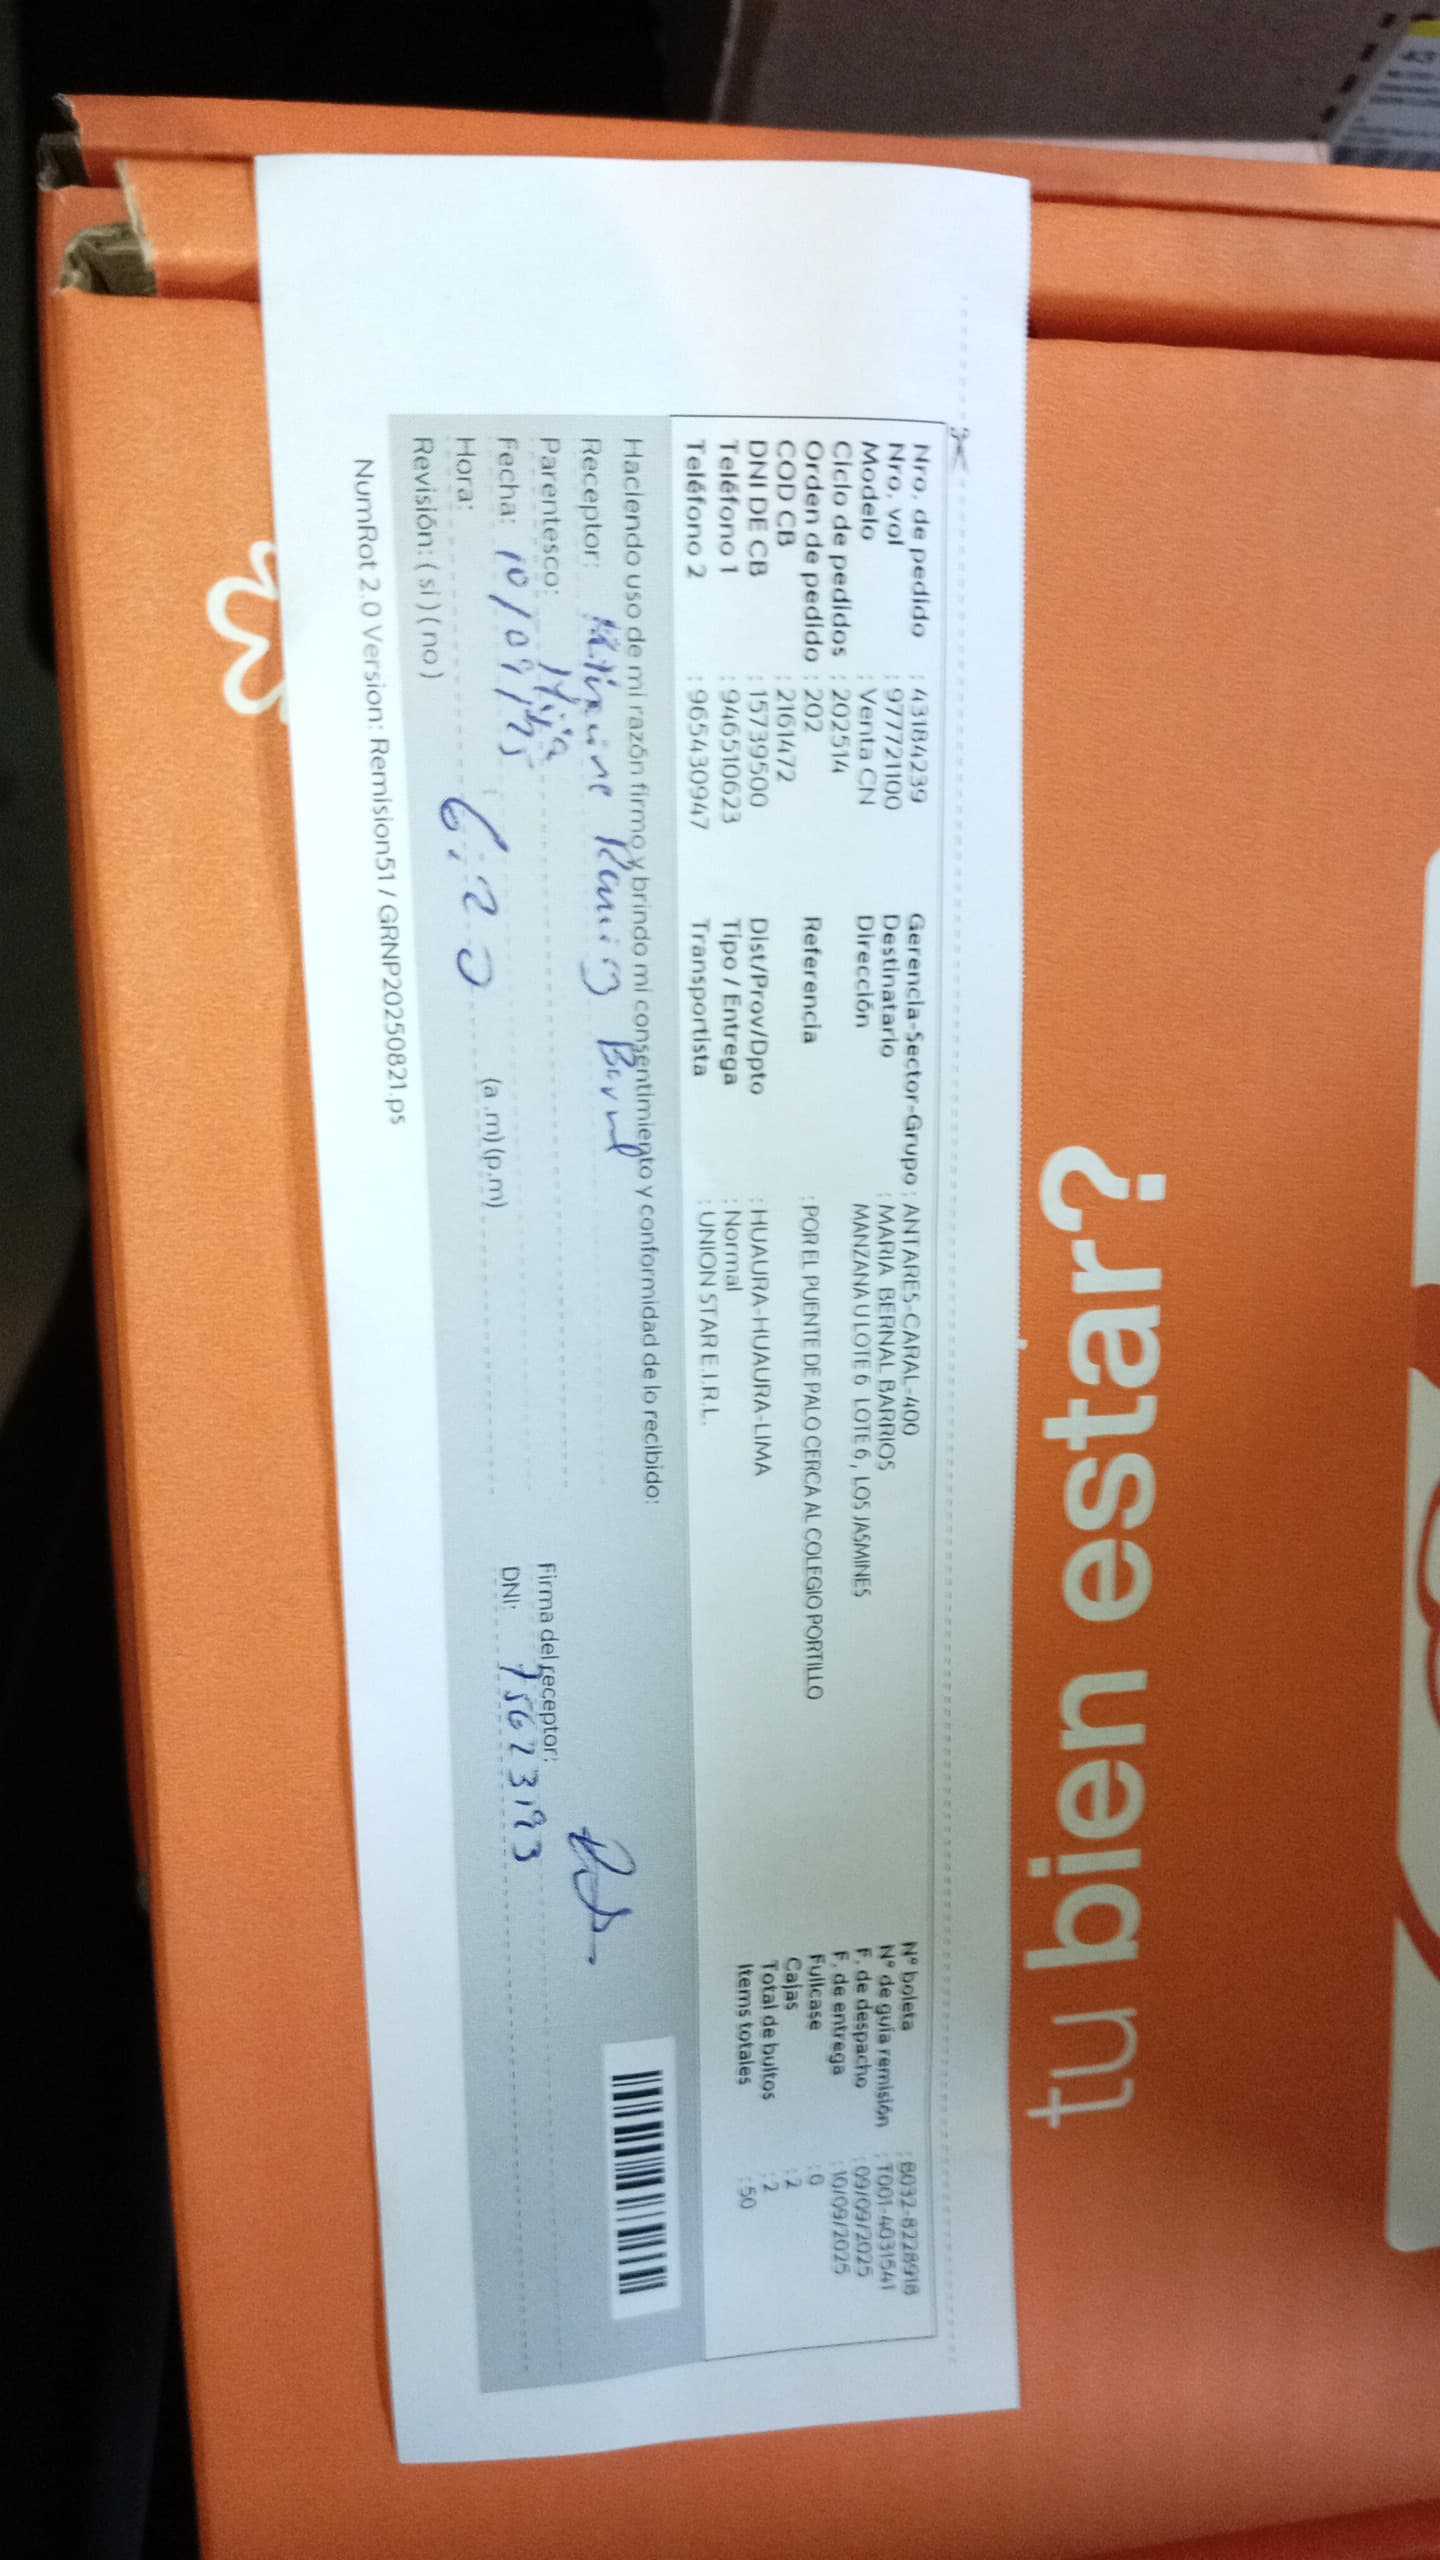 Nro. de pedido : 43184239
Nro. vol : 977721100
Modelo : Venta CN
Ciclo de pedidos : 202514
Orden de pedido : 202
COD CB : 2161472
DNI DE CB : 15739500
Teléfono 1 : 946510623
Teléfono 2 : 965430947
Gerencia-Sector-Grupo : ANTARES-CARAL-400
Destinatario : MARIA BERNAL BARRIOS
Dirección MANZANA U LOTE 6 LOTE 6, LOS JASMINES
Referencia : POR EL PUENTE DE PALO CERCA AL COLEGIO PORTILLO
Dist/Prov/Dpto : HUAURA-HUAURA-LIMA
Tipo / Entrega : Normal
Transportista : UNION STAR E.I.R.L.
Nº boleta : B032-8228918
Nº de guía remisión : T001-4031541
F. de despacho : 09/09/2025
F. de entrega : 10/09/2025
Fullcase : 0
Cajas : 2
Total de bultos : 2
Items totales : 50
Haciendo uso de mi razón firmo y brindo mi consentimiento y conformidad de lo recibido:
Receptor:
Parentesco: Hija
Fecha: 10/09/25
Hora: 6:20 (a.m) (p.m)
Revisión: ( si ) ( no )
Firma del receptor:
DNI: 75623193
NumRot 2.0 Version: Remision51 / GRNP20250821.ps
tu bien estar?